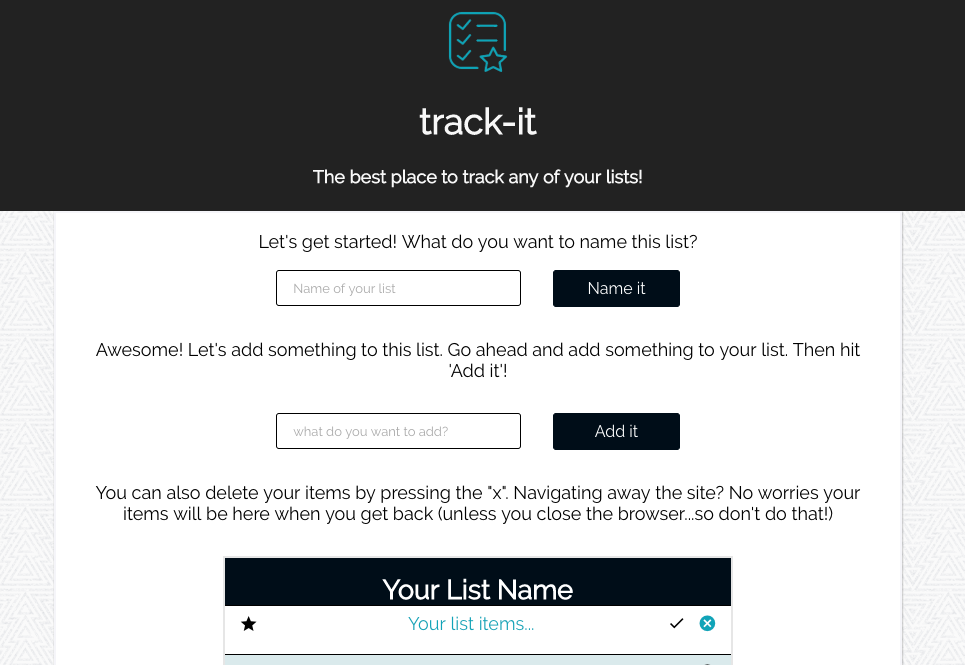 track-it
The best place to track any of your lists!
Let's get started! What do you want to name this list?
Name of your list
Name it
Awesome! Let's add something to this list. Go ahead and add something to your list. Then hit
'Add it'!
what do you want to add?
Add it
You can also delete your items by pressing the "x". Navigating away the site? No worries your
items will be here when you get back (unless you close the browser...so don't do that!)
Your List Name
Your list items...